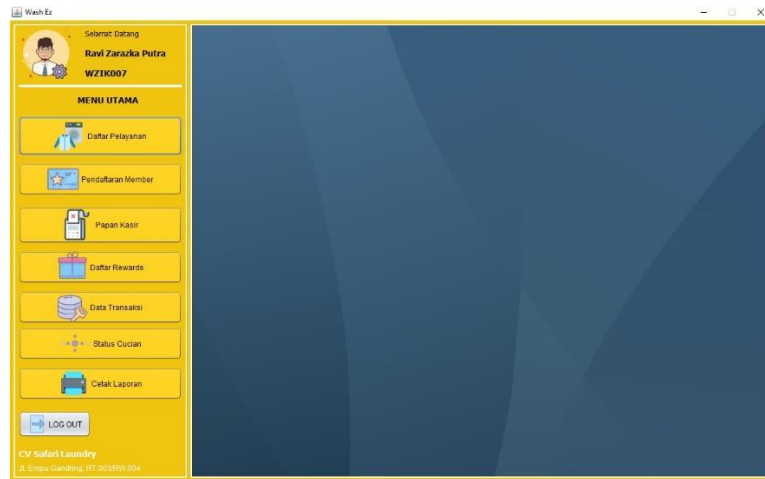 Wash Ez
Selamat Datang
Ravi Zarazka Putra
WZIK007
MENU UTAMA
Daftar Pelayanan
Pendaftaran Member
Papan Kasir
Daftar Rewards
Data Transaksi
Status Cucian
Cetak Laporan
LOG OUT
CV Safari Laundry
Jl. Empu Gandring, RT.003/RW.004